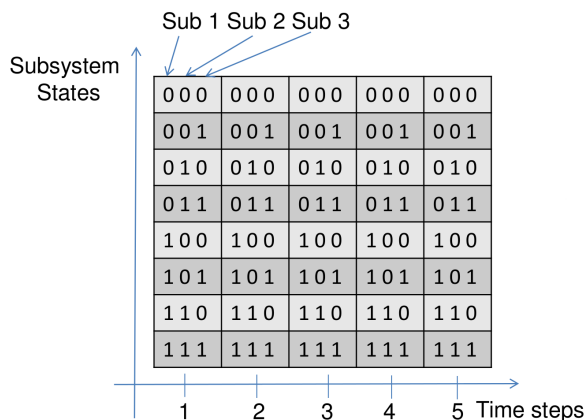 Sub 1 Sub 2 Sub 3
Subsystem
States
000 000 000 000 000
001 001 001 001 001
010 010 010 010 010
011 011 011 011 011
100 100 100 100 100
101 101 101 101 101
110 110 110 110 110
111 111 111 111 111
1 2 3 4 5 Time steps